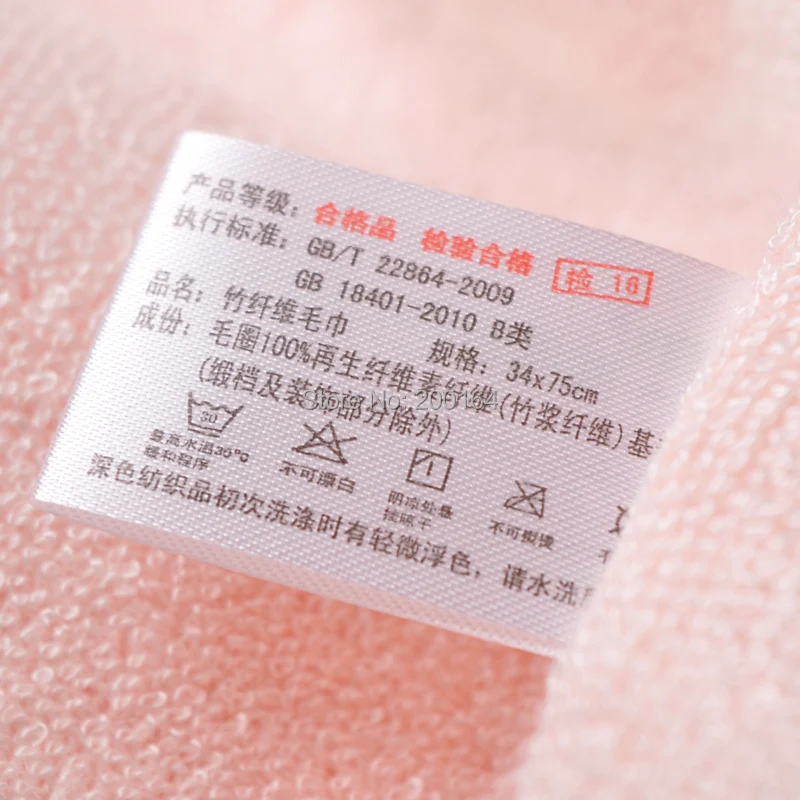 产品等级：合格品 检验合格 检 16
执行标准：GB/T 22864-2009
GB 18401-2010 B类
品名：竹纤维毛巾 规格：34x75cm
成份：毛圈100%再生纤维素纤维(竹浆纤维)基
(缎档及装饰部分除外)
Store No: 200164
30
最高水温30℃
缓和程序
不可漂白
阴凉处悬
挂晾干
不可熨烫
深色纺织品初次洗涤时有轻微浮色，请水洗